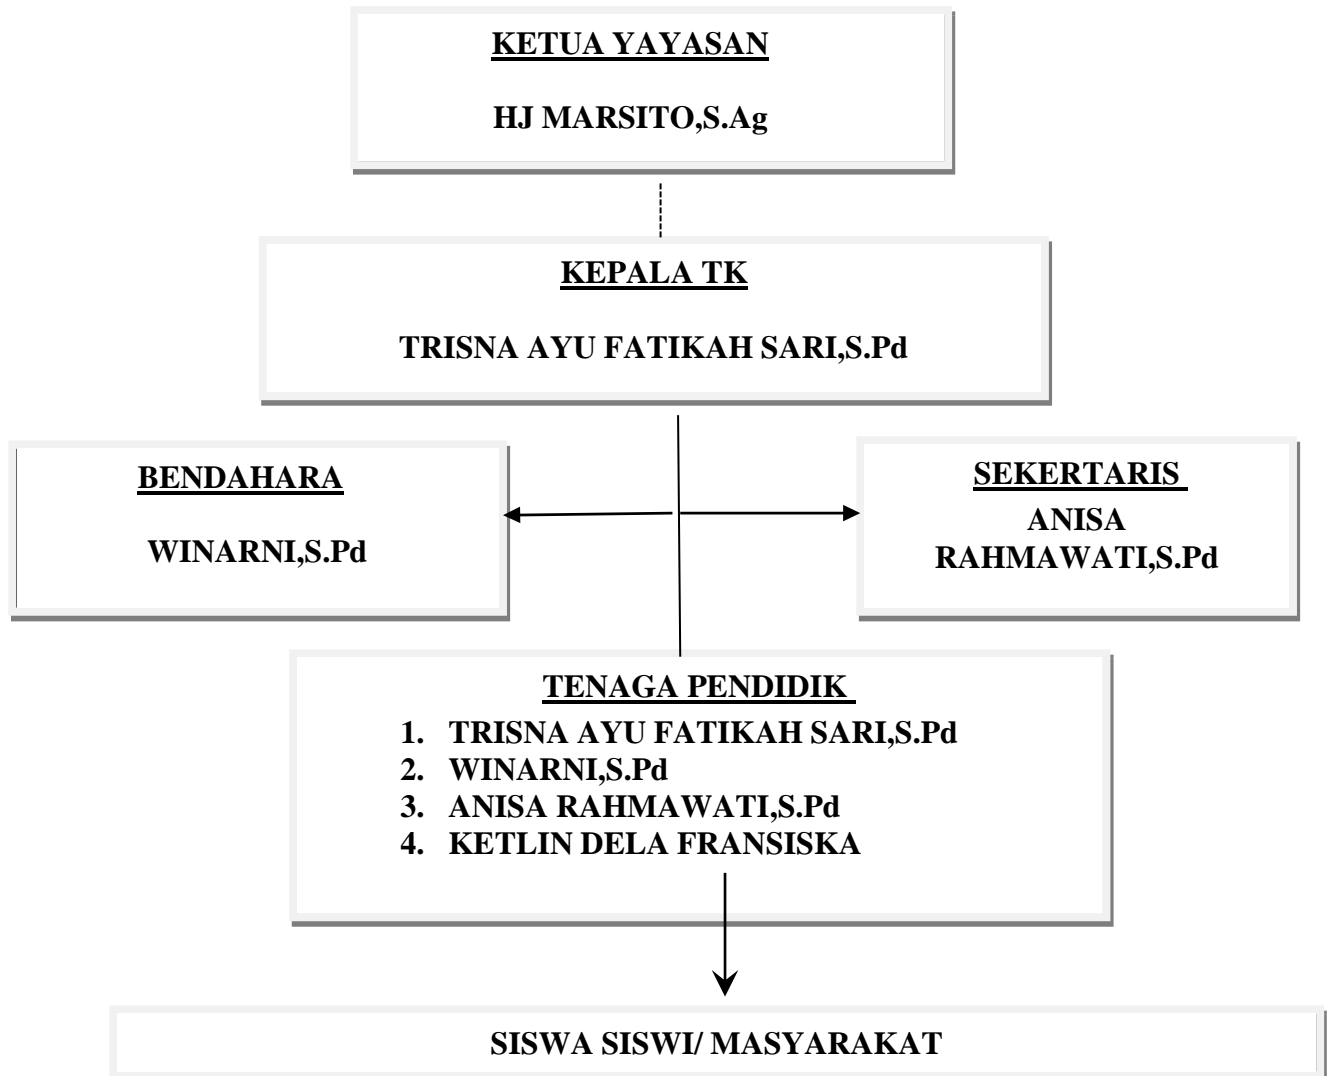 KETUA YAYASAN
HJ MARSITO,S.Ag
KEPALA TK
TRISNA AYU FATIKAH SARI,S.Pd
BENDAHARA
WINARNI,S.Pd
SEKERTARIS
ANISA
RAHMAWATI,S.Pd
TENAGA PENDIDIK
1. TRISNA AYU FATIKAH SARI,S.Pd
2. WINARNI,S.Pd
3. ANISA RAHMAWATI,S.Pd
4. KETLIN DELA FRANSISKA
SISWA SISWI/ MASYARAKAT